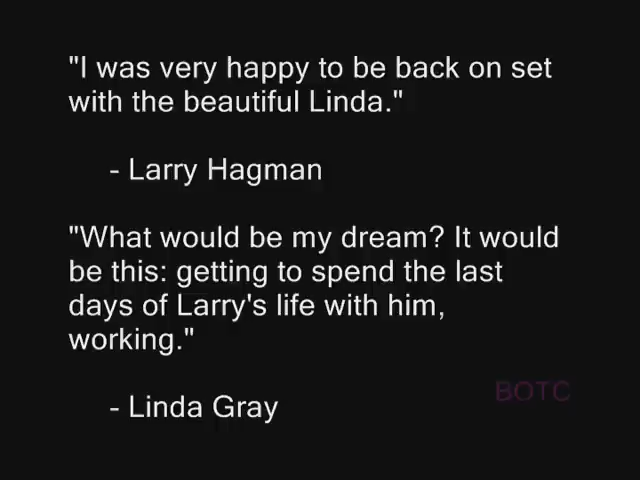 "I was very happy to be back on set
with the beautiful Linda."
- Larry Hagman
"What would be my dream? It would
be this: getting to spend the last
days of Larry's life with him,
working."
BOTC
- Linda Gray